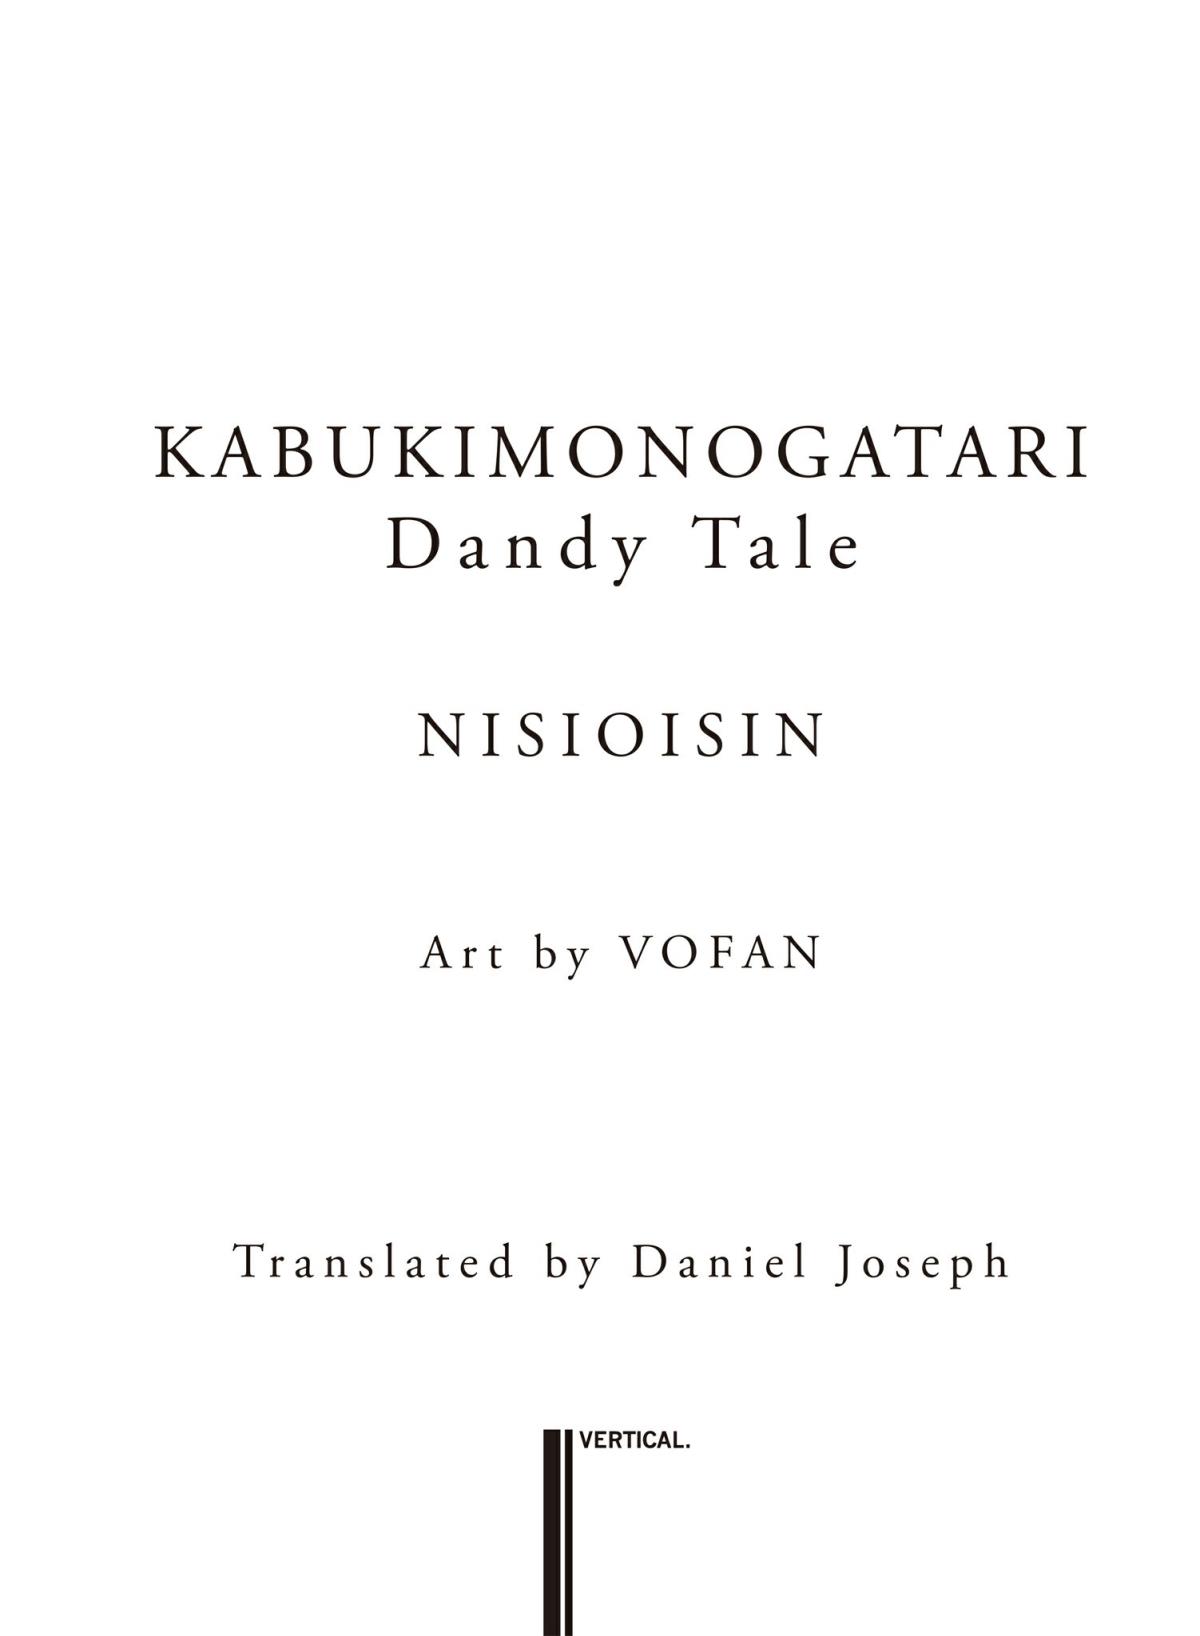 KABUKIMONOGATARI
Dandy Tale
NISIOISIN
Art by VOFAN
Translated by Daniel Joseph
VERTICAL.